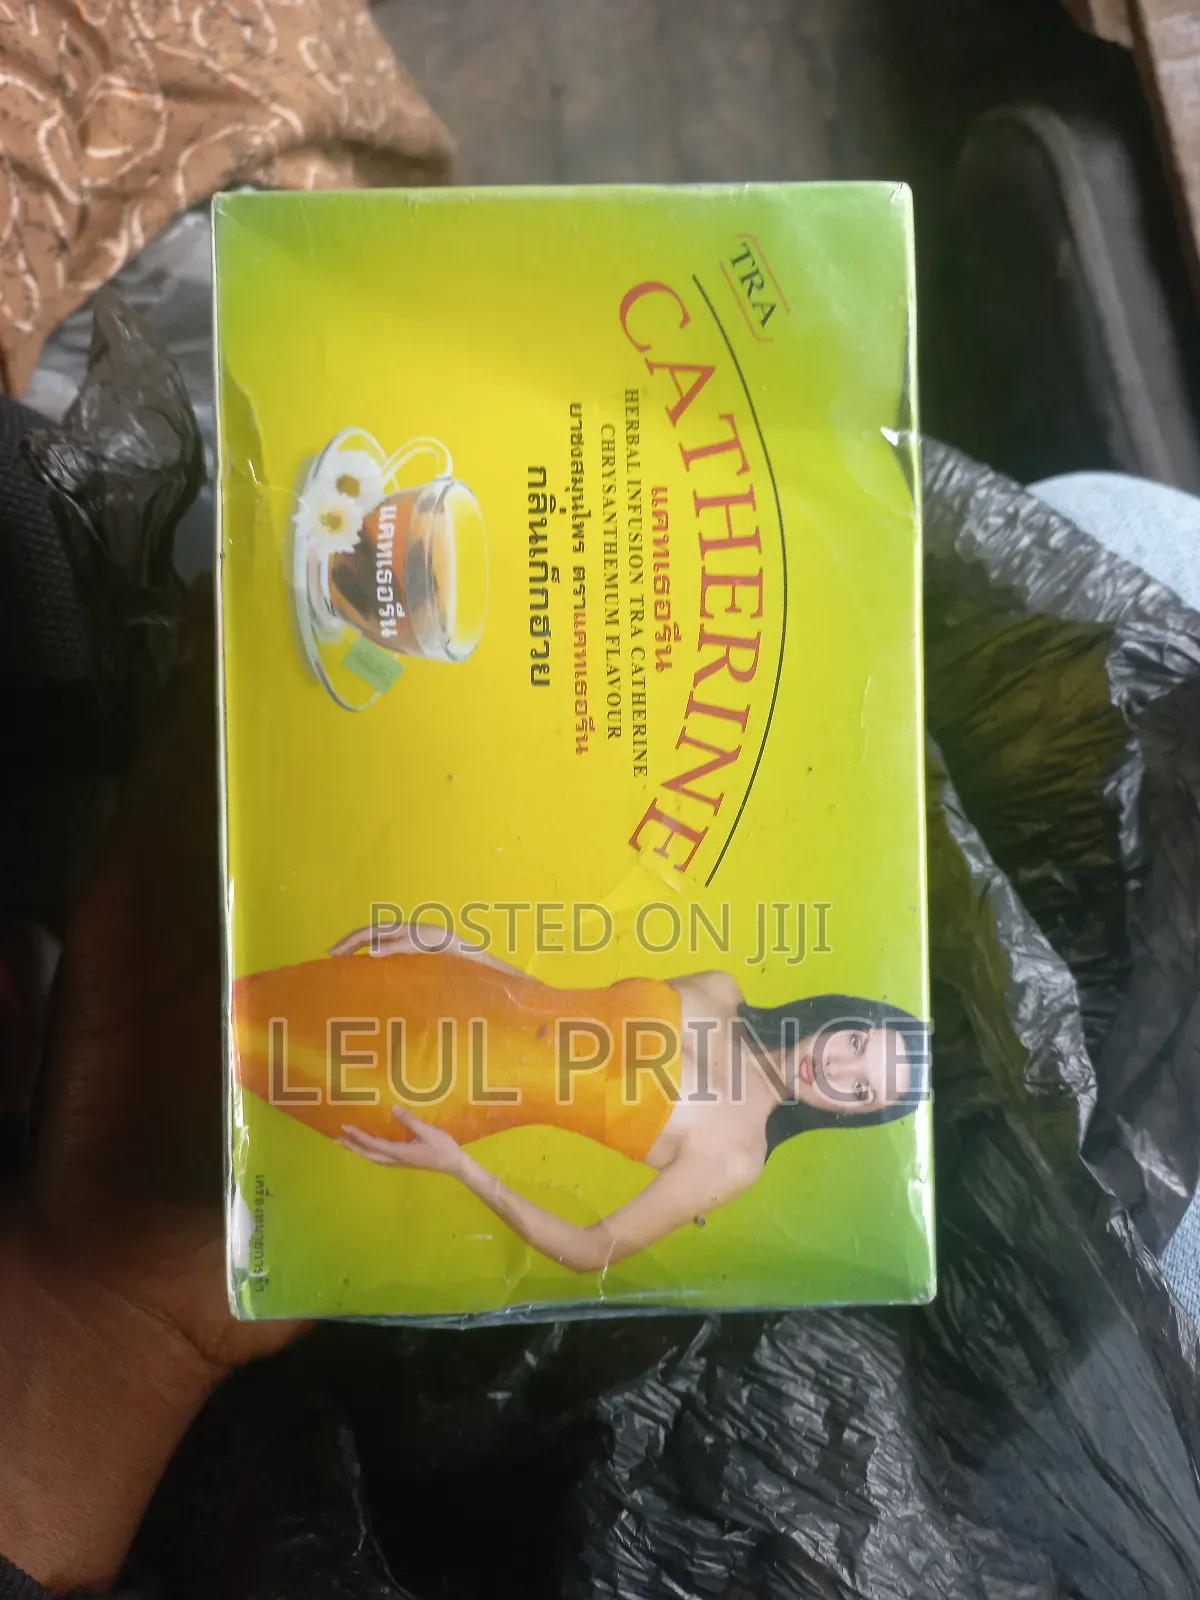 TRA
CATHERINE
แคทเธอรีน
HERBAL INFUSION TRA CATHERINE
CHRYSANTHEMUM FLAVOUR
ยาชงสมุนไพร ตราแคทเธอรีน
กลิ่นเก็กฮวย
แคทเธอรีน
POSTED ON JIJI
LEUL PRINCE